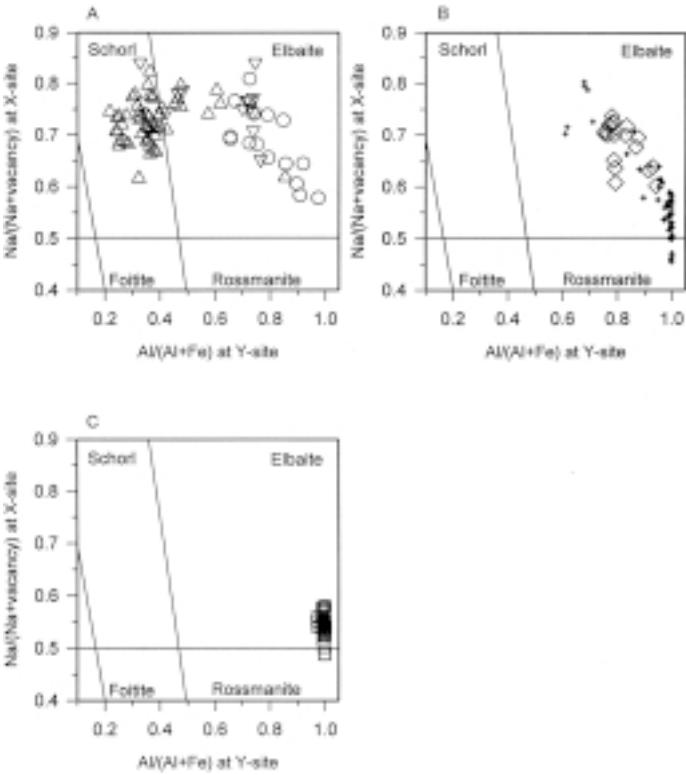 A
0.9
0.8
0.7
0.6
0.5
0.4
Na/(Na+vacancy) at X-site
Schorl
Elbaite
Foitite
Rossmanite
0.2
0.4
0.6
0.8
1.0
Al/(Al+Fe) at Y-site
B
0.9
0.8
0.7
0.6
0.5
0.4
Na/(Na+vacancy) at X-site
Schorl
Elbaite
Foitite
Rossmanite
0.2
0.4
0.6
0.8
1.0
Al/(Al+Fe) at Y-site
C
0.9
0.8
0.7
0.6
0.5
0.4
Na/(Na+vacancy) at X-site
Schorl
Elbaite
Foitite
Rossmanite
0.2
0.4
0.6
0.8
1.0
Al/(Al+Fe) at Y-site